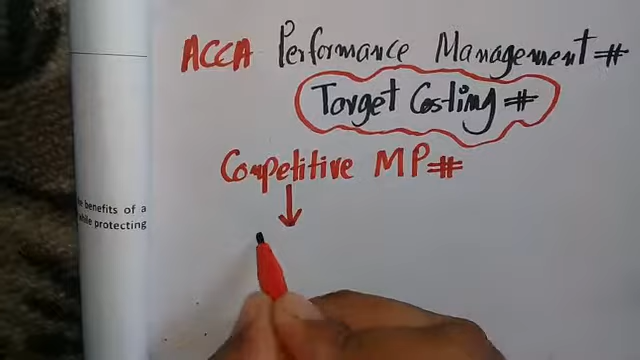 ACCA Performance Management #
Target Costing #
Competitive MP #
benefits of a
while protecting